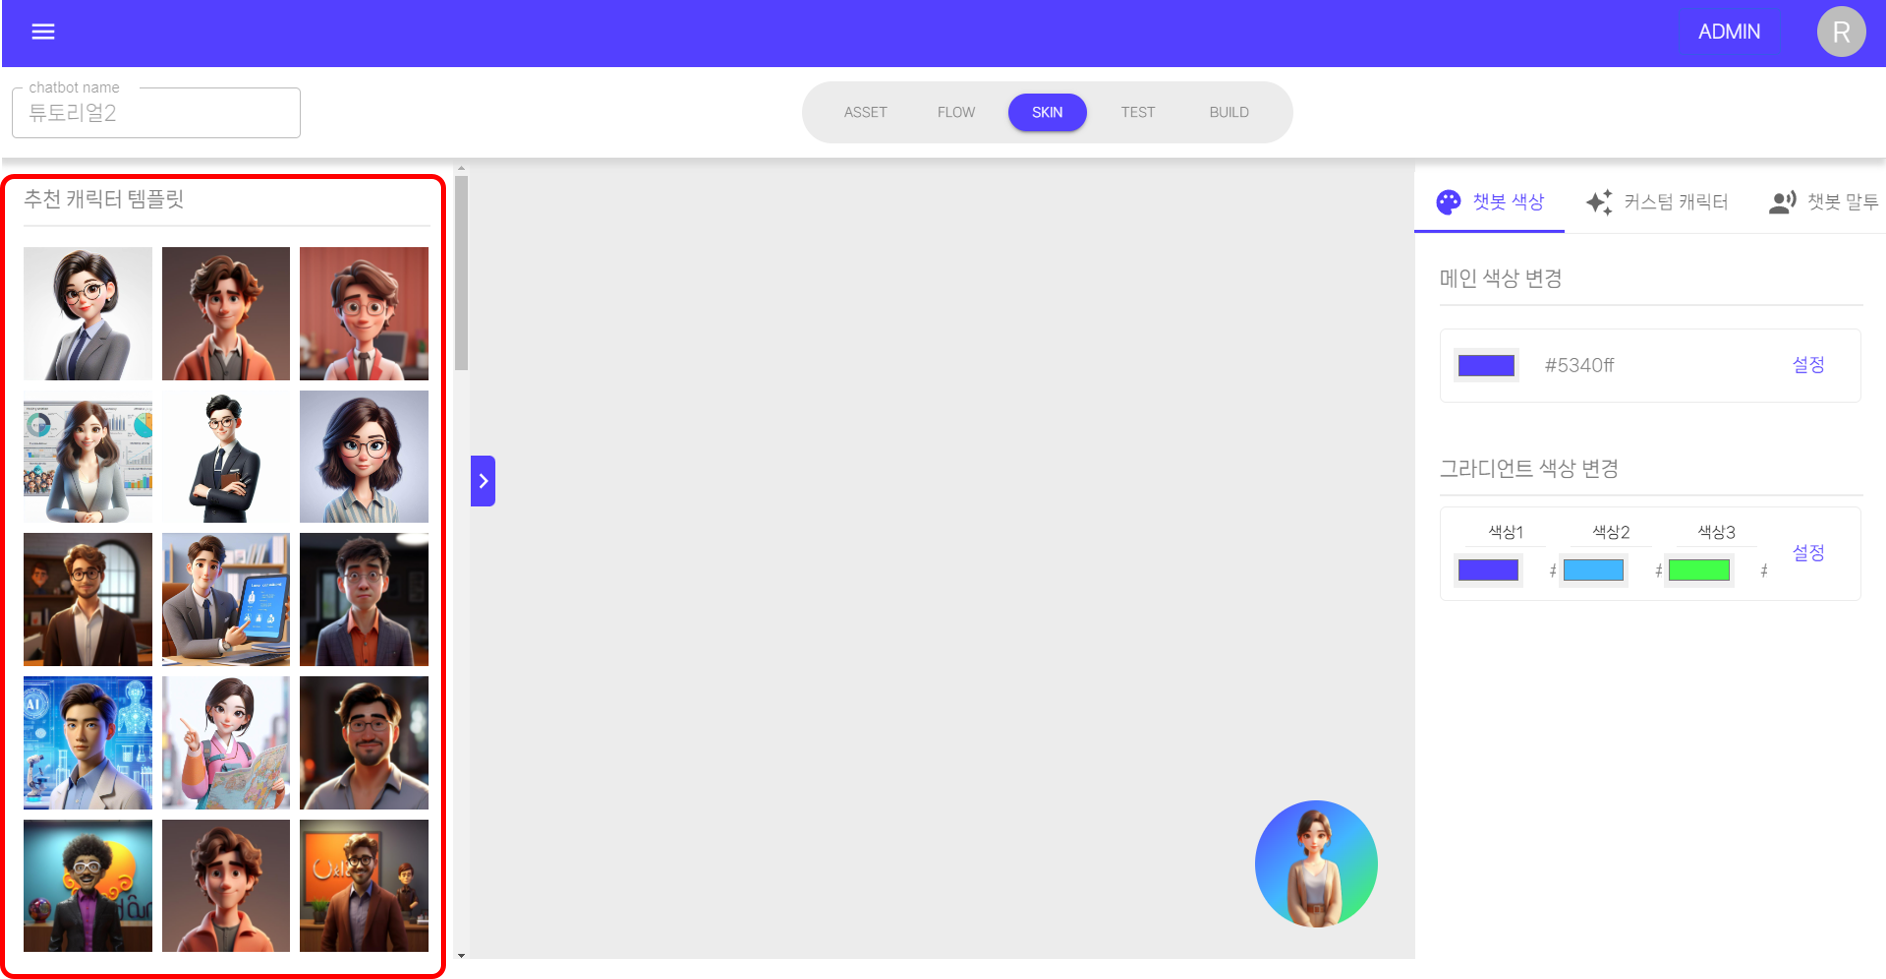 ADMIN
R
chatbot name
튜토리얼2
ASSET
FLOW
SKIN
TEST
BUILD
추천 캐릭터 템플릿
AI
챗봇 색상
커스텀 캐릭터
챗봇 말투
메인 색상 변경
#5340ff
설정
그라디언트 색상 변경
색상1
색상2
색상3
#
#
#
설정